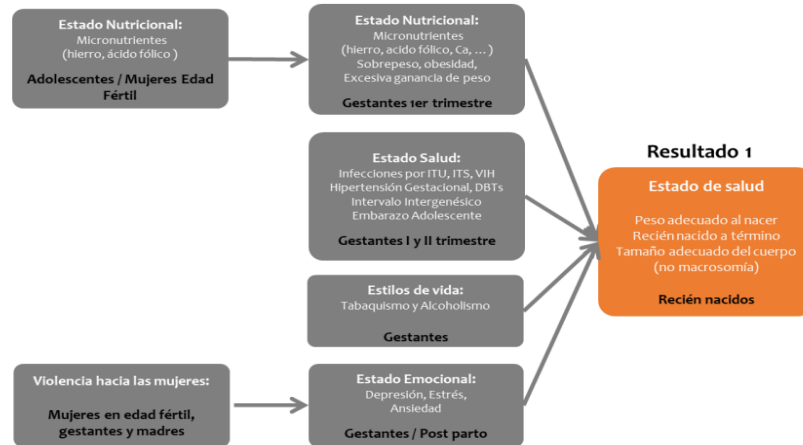 Estado Nutricional:
Micronutrientes
(hierro, ácido fólico )
Adolescentes / Mujeres Edad
Fértil
Estado Nutricional:
Micronutrientes
(hierro, acido fólico, Ca, ... )
Sobrepeso, obesidad,
Excesiva ganancia de peso
Gestantes 1er trimestre
Estado Salud:
Infecciones por ITU, ITS, VIH
Hipertensión Gestacional, DBTs
Intervalo Intergenésico
Embarazo Adolescente
Gestantes I y II trimestre
Estilos de vida:
Tabaquismo y Alcoholismo
Gestantes
Violencia hacia las mujeres:
Mujeres en edad fértil,
gestantes y madres
Estado Emocional:
Depresión, Estrés,
Ansiedad
Gestantes / Post parto
Resultado 1
Estado de salud
Peso adecuado al nacer
Recién nacido a término
Tamaño adecuado del cuerpo
(no macrosomía)
Recién nacidos